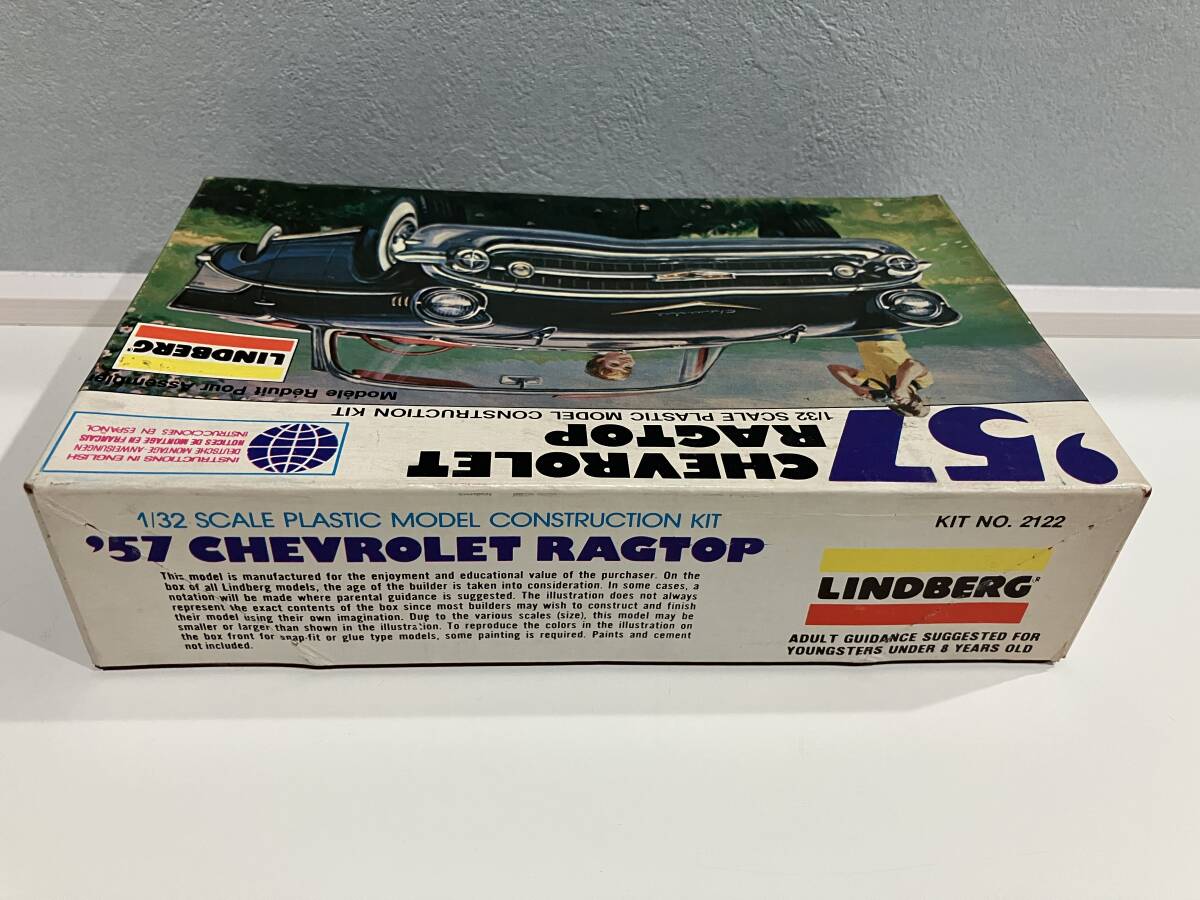 '57
CHEVROLET
RAGTOP
1/32 SCALE PLASTIC MODEL CONSTRUCTION KIT
Modèle Réduit Pour Assemble
LINDBERG
Chevrolet
INSTRUCTIONS IN ENGLISH
DEUTSCHE MONTAGE-ANWEISUNGEN
NOTICES DE MONTAGE EN FRANÇAIS
INSTRUCCIONES EN ESPAÑOL
1/32 SCALE PLASTIC MODEL CONSTRUCTION KIT
'57 CHEVROLET RAGTOP
This model is manufactured for the enjoyment and educational value of the purchaser. On the
box of all Lindberg models, the age of the builder is taken into consideration. In some cases, a
notation will be made where parental guidance is suggested. The illustration does not always
represent the exact contents of the box since most builders may wish to construct and finish
their model using their own imagination. Due to the various scales (size), this model may be
smaller or larger than shown in the illustration. To reproduce the colors in the illustration on
the box front for snap-fit or glue type models, some painting is required. Paints and cement
not included.
KIT NO. 2122
LINDBERG®
ADULT GUIDANCE SUGGESTED FOR
YOUNGSTERS UNDER 8 YEARS OLD